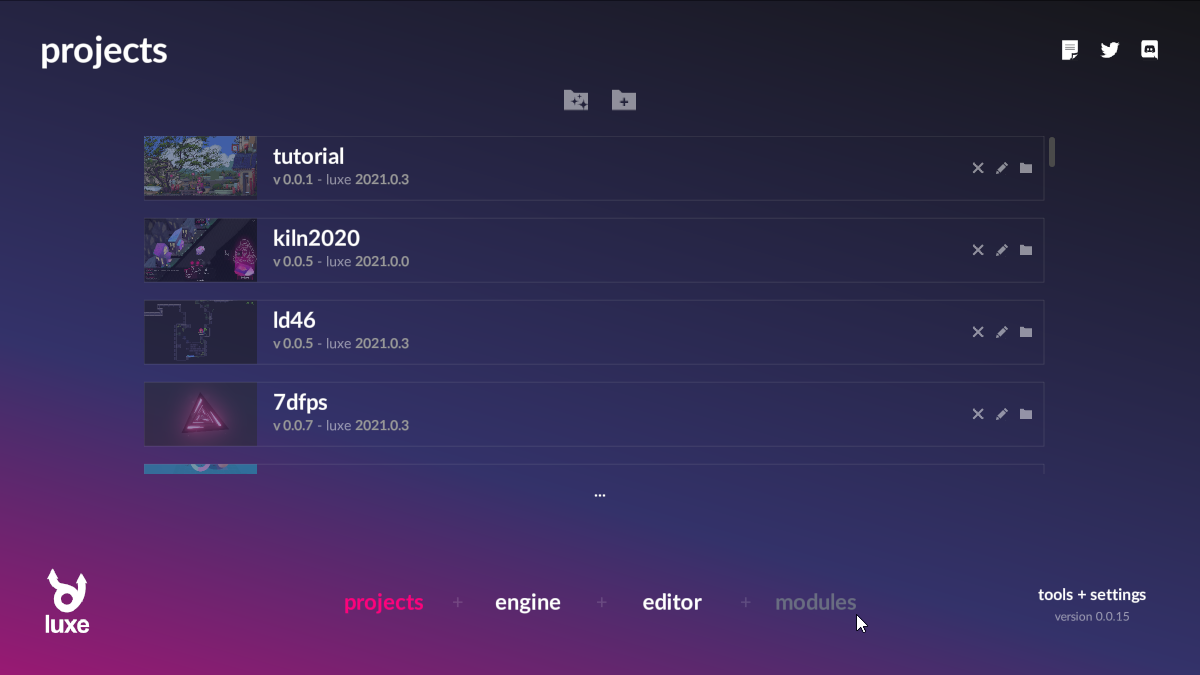 projects
tutorial
v 0.0.1 - luxe 2021.0.3
kiln2020
v 0.0.5 - luxe 2021.0.0
ld46
v 0.0.5 - luxe 2021.0.3
7dfps
v 0.0.7 - luxe 2021.0.3
...
projects + engine + editor + modules
tools + settings
version 0.0.15
luxe